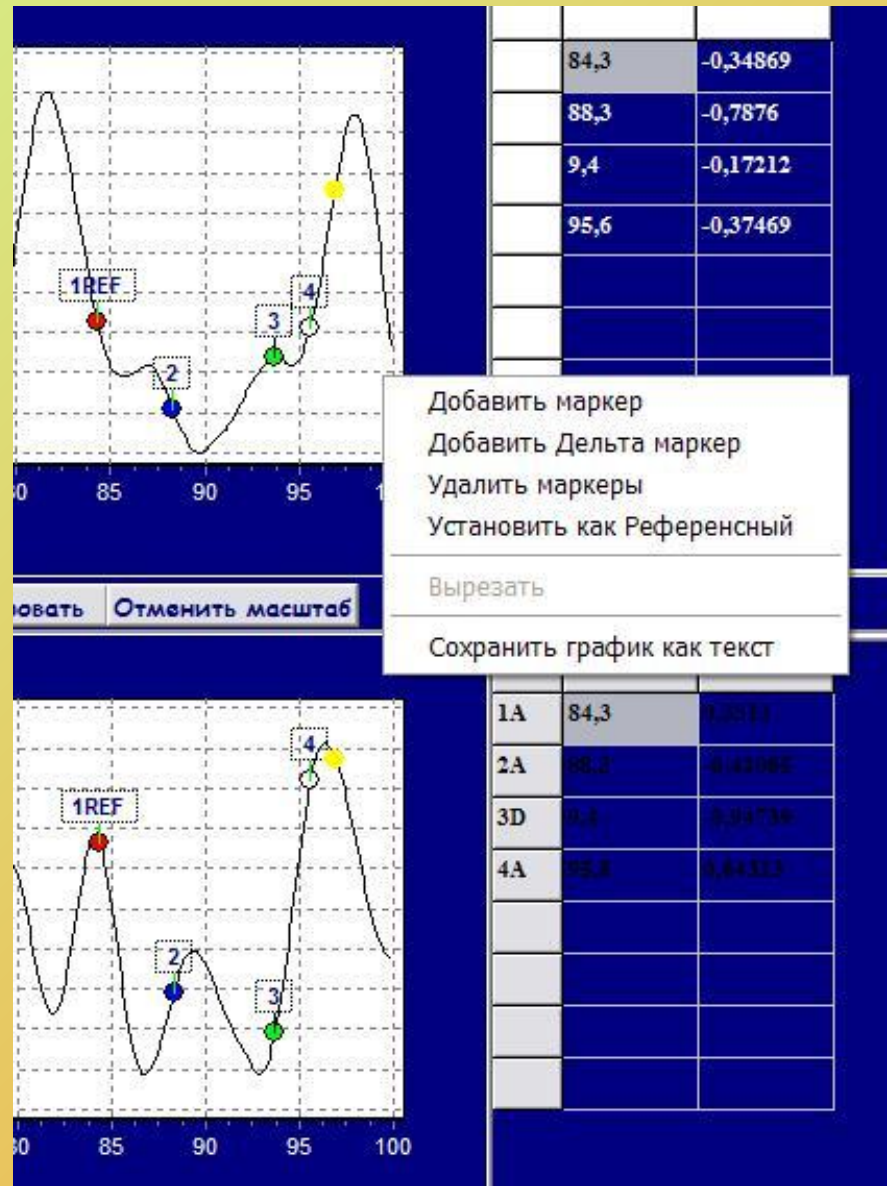 84,3 -0,34869
88,3 -0,7876
9,4 -0,17212
95,6 -0,37469
1REF
4
3
2
85 90 95
Добавить маркер
Добавить Дельта маркер
Удалить маркеры
Установить как Референсный
Вырезать
Сохранить график как текст
овать Отменить масштаб
1A 84,3
2A
3D
4A
4
1REF
2
3
85 90 95 100